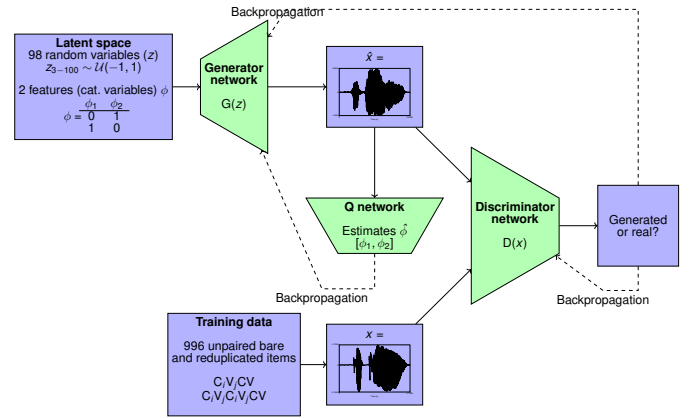 Backpropagation
Latent space
98 random variables (z)
z₃₋₁₀₀ ∼ 𝒰(−1, 1)
2 features (cat. variables) ϕ
ϕ₁ ϕ₂
ϕ = 0 1
1 0
Generator
network
G(z)
x̂ =
Q network
Estimates ϕ̂
[ϕ₁, ϕ₂]
Backpropagation
Discriminator
network
D(x)
Generated
or real?
Backpropagation
Training data
996 unpaired bare
and reduplicated items
CᵢVⱼCV
CᵢVⱼCᵢVⱼCV
x =